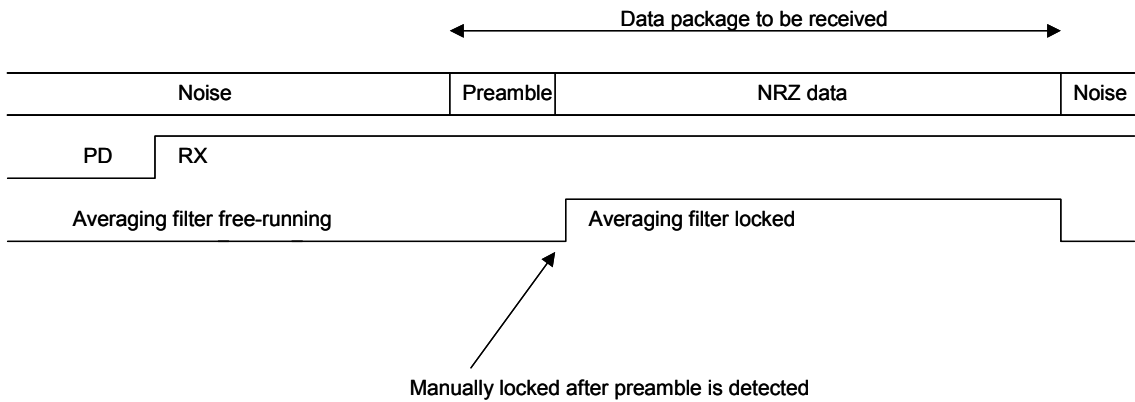 Data package to be received
Noise
Preamble
NRZ data
Noise
PD
RX
Averaging filter free-running
Averaging filter locked
Manually locked after preamble is detected